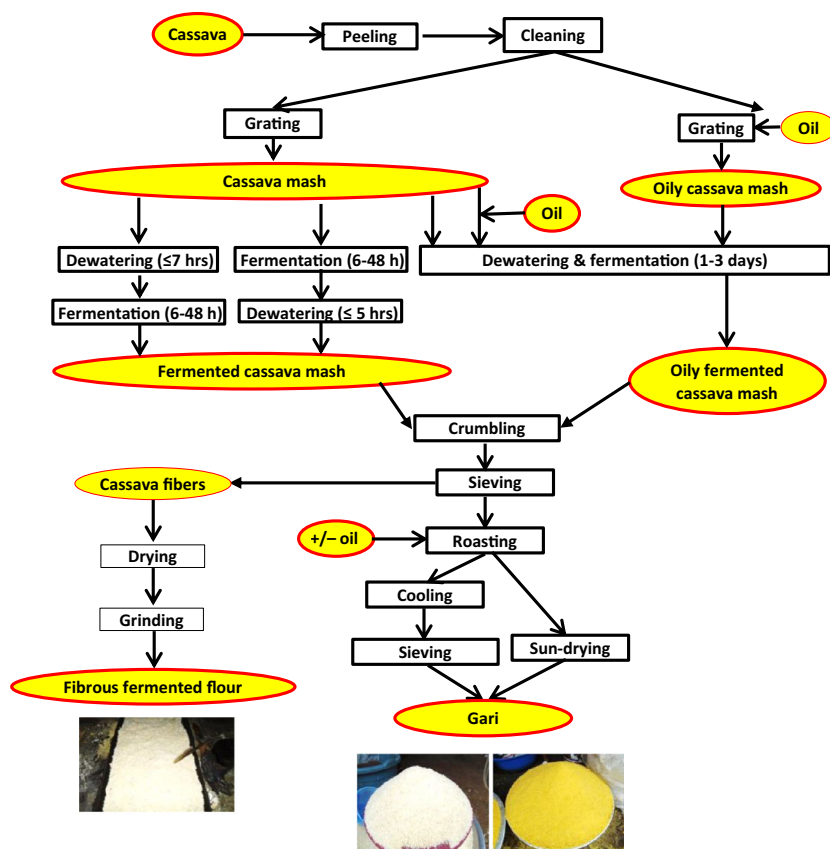 Cassava
Peeling
Cleaning
Grating
Grating
Oil
Cassava mash
Oily cassava mash
Oil
Dewatering (≤7 hrs)
Fermentation (6-48 h)
Dewatering & fermentation (1-3 days)
Fermentation (6-48 h)
Dewatering (≤ 5 hrs)
Fermented cassava mash
Oily fermented
cassava mash
Crumbling
Cassava fibers
Sieving
+/– oil
Roasting
Drying
Cooling
Grinding
Sieving
Sun-drying
Fibrous fermented flour
Gari